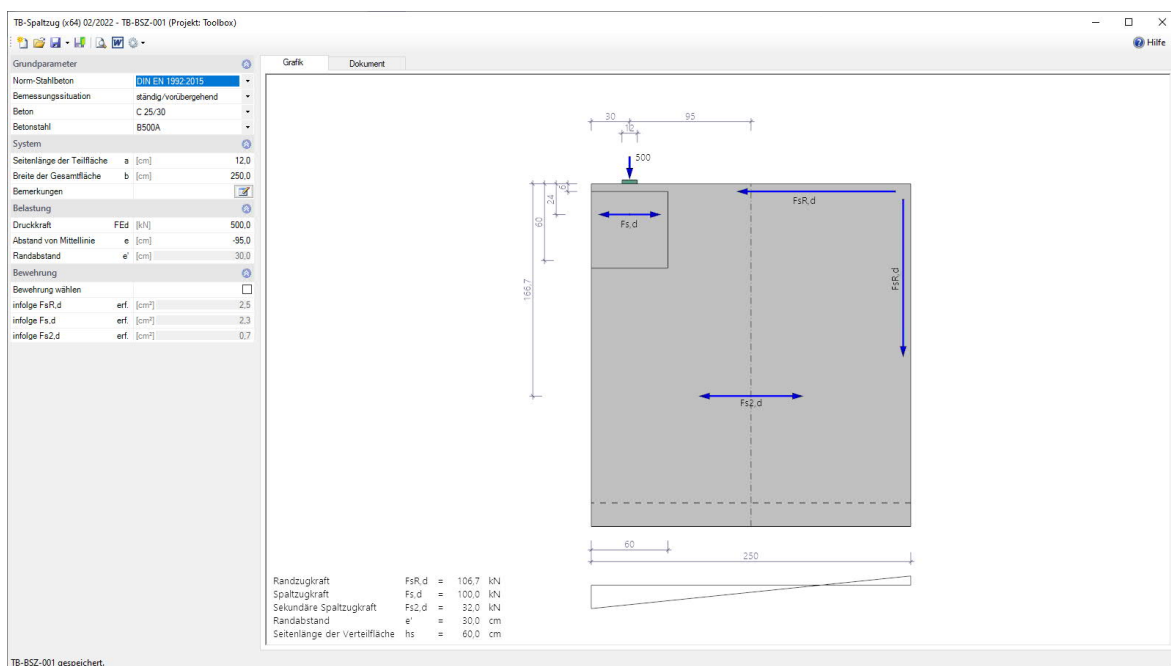 TB-Spaltzug (x64) 02/2022 - TB-BSZ-001 (Projekt: Toolbox)
Hilfe
Grundparameter
Norm-Stahlbeton DIN EN 1992:2015
Bemessungssituation ständig/vorübergehend
Beton C 25/30
Betonstahl B500A
System
Seitenlänge der Teilfläche a [cm] 12,0
Breite der Gesamtfläche b [cm] 250,0
Bemerkungen
Belastung
Druckkraft FEd [kN] 500,0
Abstand von Mittellinie e [cm] -95,0
Randabstand e' [cm] 30,0
Bewehrung
Bewehrung wählen
infolge FsR,d erf. [cm²] 2,5
infolge Fs,d erf. [cm²] 2,3
infolge Fs2,d erf. [cm²] 0,7
Grafik Dokument
30 95
12
500
6
24
60
166,7
Fs,d
FsR,d
FsR,d
Fs2,d
60
250
Randzugkraft FsR,d = 106,7 kN
Spaltzugkraft Fs,d = 100,0 kN
Sekundäre Spaltzugkraft Fs2,d = 32,0 kN
Randabstand e' = 30,0 cm
Seitenlänge der Verteilfläche hs = 60,0 cm
TB-BSZ-001 gespeichert.